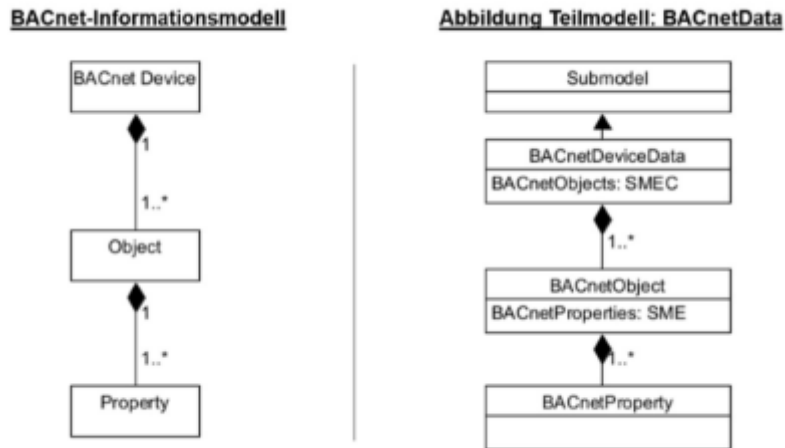 BACnet-Informationsmodell
BACnet Device
1
1..*
Object
1
1..*
Property
Abbildung Teilmodell: BACnetData
Submodel
BACnetDeviceData
BACnetObjects: SMEC
1..*
BACnetObject
BACnetProperties: SME
1..*
BACnetProperty